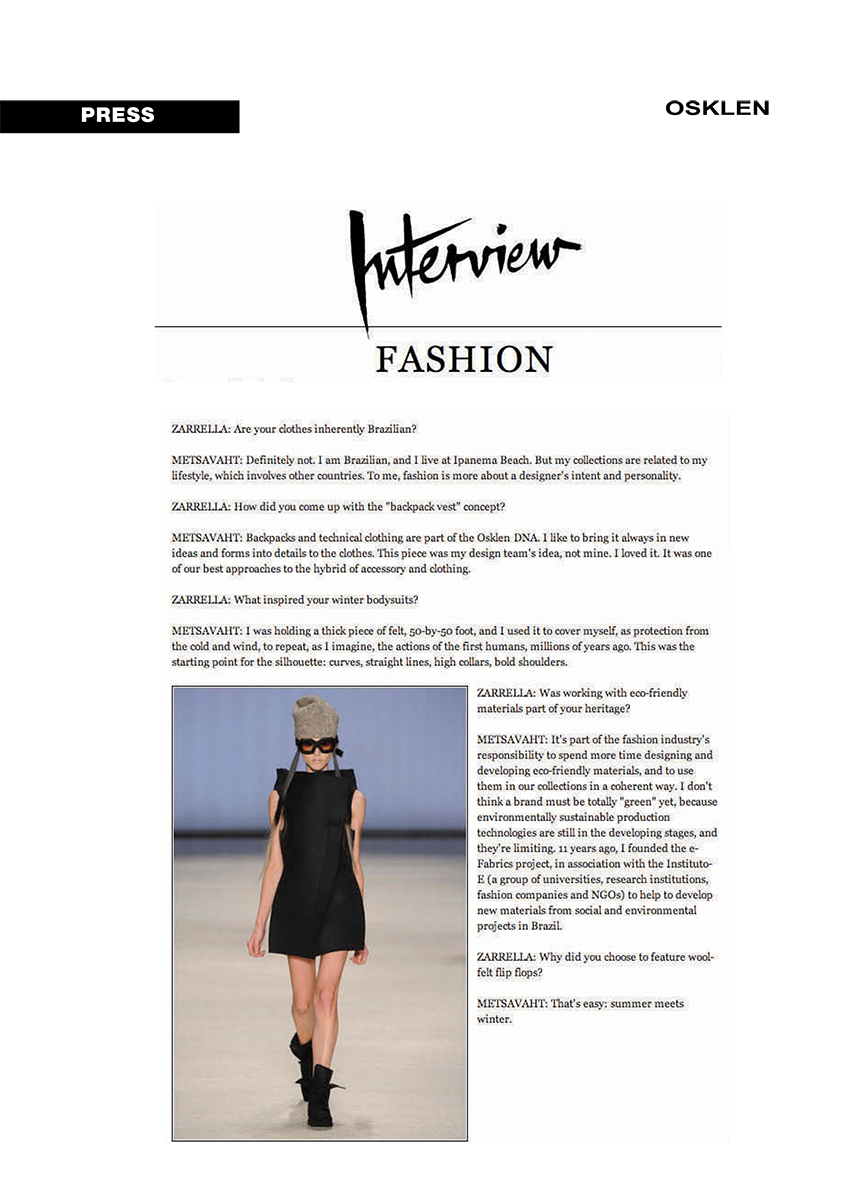 PRESS
OSKLEN
Interview
FASHION
ZARRELLA: Are your clothes inherently Brazilian?
METSAVAHT: Definitely not. I am Brazilian, and I live at Ipanema Beach. But my collections are related to my
lifestyle, which involves other countries. To me, fashion is more about a designer's intent and personality.
ZARRELLA: How did you come up with the "backpack vest" concept?
METSAVAHT: Backpacks and technical clothing are part of the Osklen DNA. I like to bring it always in new
ideas and forms into details to the clothes. This piece was my design team's idea, not mine. I loved it. It was one
of our best approaches to the hybrid of accessory and clothing.
ZARRELLA: What inspired your winter bodysuits?
METSAVAHT: I was holding a thick piece of felt, 50-by-50 foot, and I used it to cover myself, as protection from
the cold and wind, to repeat, as I imagine, the actions of the first humans, millions of years ago. This was the
starting point for the silhouette: curves, straight lines, high collars, bold shoulders.
ZARRELLA: Was working with eco-friendly
materials part of your heritage?
METSAVAHT: It's part of the fashion industry's
responsibility to spend more time designing and
developing eco-friendly materials, and to use
them in our collections in a coherent way. I don't
think a brand must be totally "green" yet, because
environmentally sustainable production
technologies are still in the developing stages, and
they're limiting. 11 years ago, I founded the e-
Fabrics project, in association with the Instituto-
E (a group of universities, research institutions,
fashion companies and NGOs) to help to develop
new materials from social and environmental
projects in Brazil.
ZARRELLA: Why did you choose to feature wool-
felt flip flops?
METSAVAHT: That's easy: summer meets
winter.